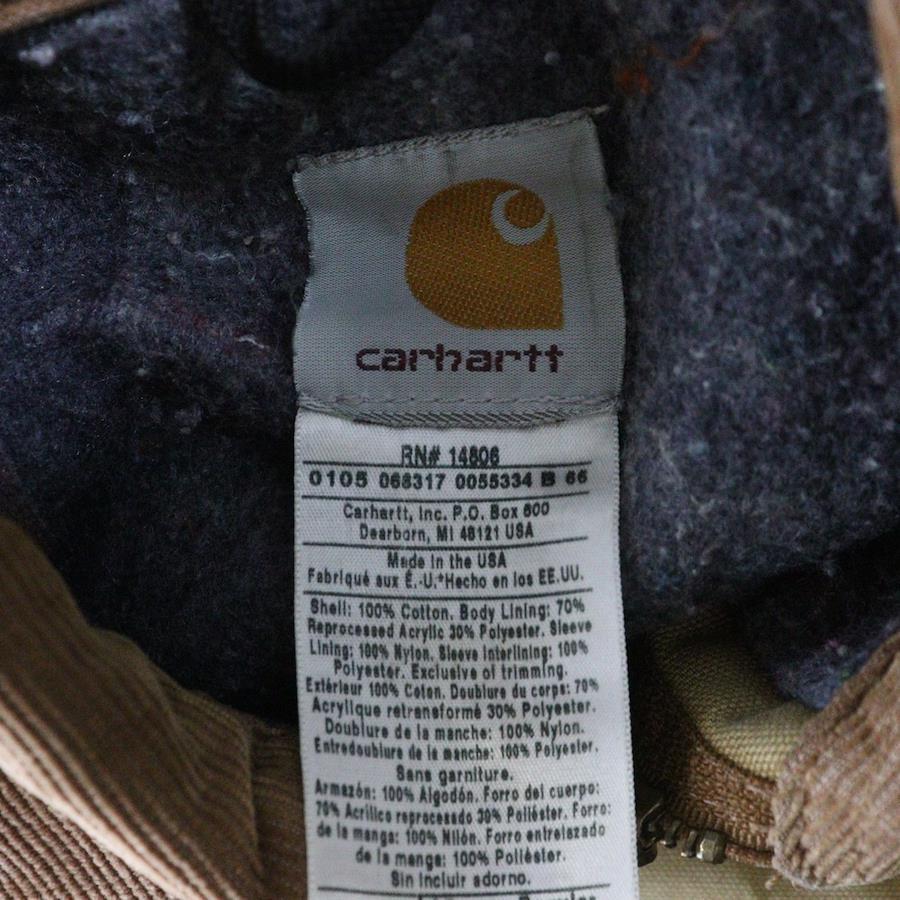 carhartt
RN# 14806
0105 068317 0055334 B 66
Carhartt, Inc. P.O. Box 600
Dearborn, MI 48121 USA
Made in the USA
Fabriqué aux É.-U.*Hecho en los EE.UU.
Shell: 100% Cotton. Body Lining: 70%
Reprocessed Acrylic 30% Polyester. Sleeve
Lining: 100% Nylon. Sleeve Interlining: 100%
Polyester. Exclusive of trimming.
Extérieur 100% Coton. Doublure du corps: 70%
Acryllque retransformé 30% Polyester.
Doublure de la manche: 100% Nylon.
Entredoublure de la manche: 100% Polyester.
Sans garniture.
Armazón: 100% Algodón. Forro del cuerpo:
70% Acrílico reprocesado 30% Poliéster. Forro:
de la manga: 100% Nilón. Forro entrelazado
de la manga: 100% Poliéster.
Sin incluir adorno.